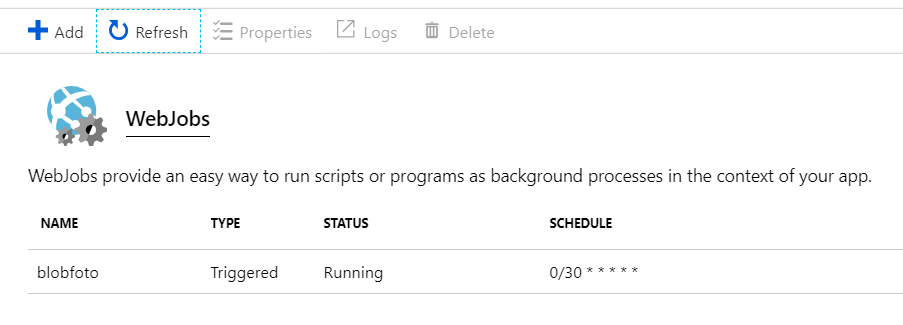 Add Refresh Properties Logs Delete
WebJobs
WebJobs provide an easy way to run scripts or programs as background processes in the context of your app.
NAME TYPE STATUS SCHEDULE
blobfoto Triggered Running 0/30 * * * * *